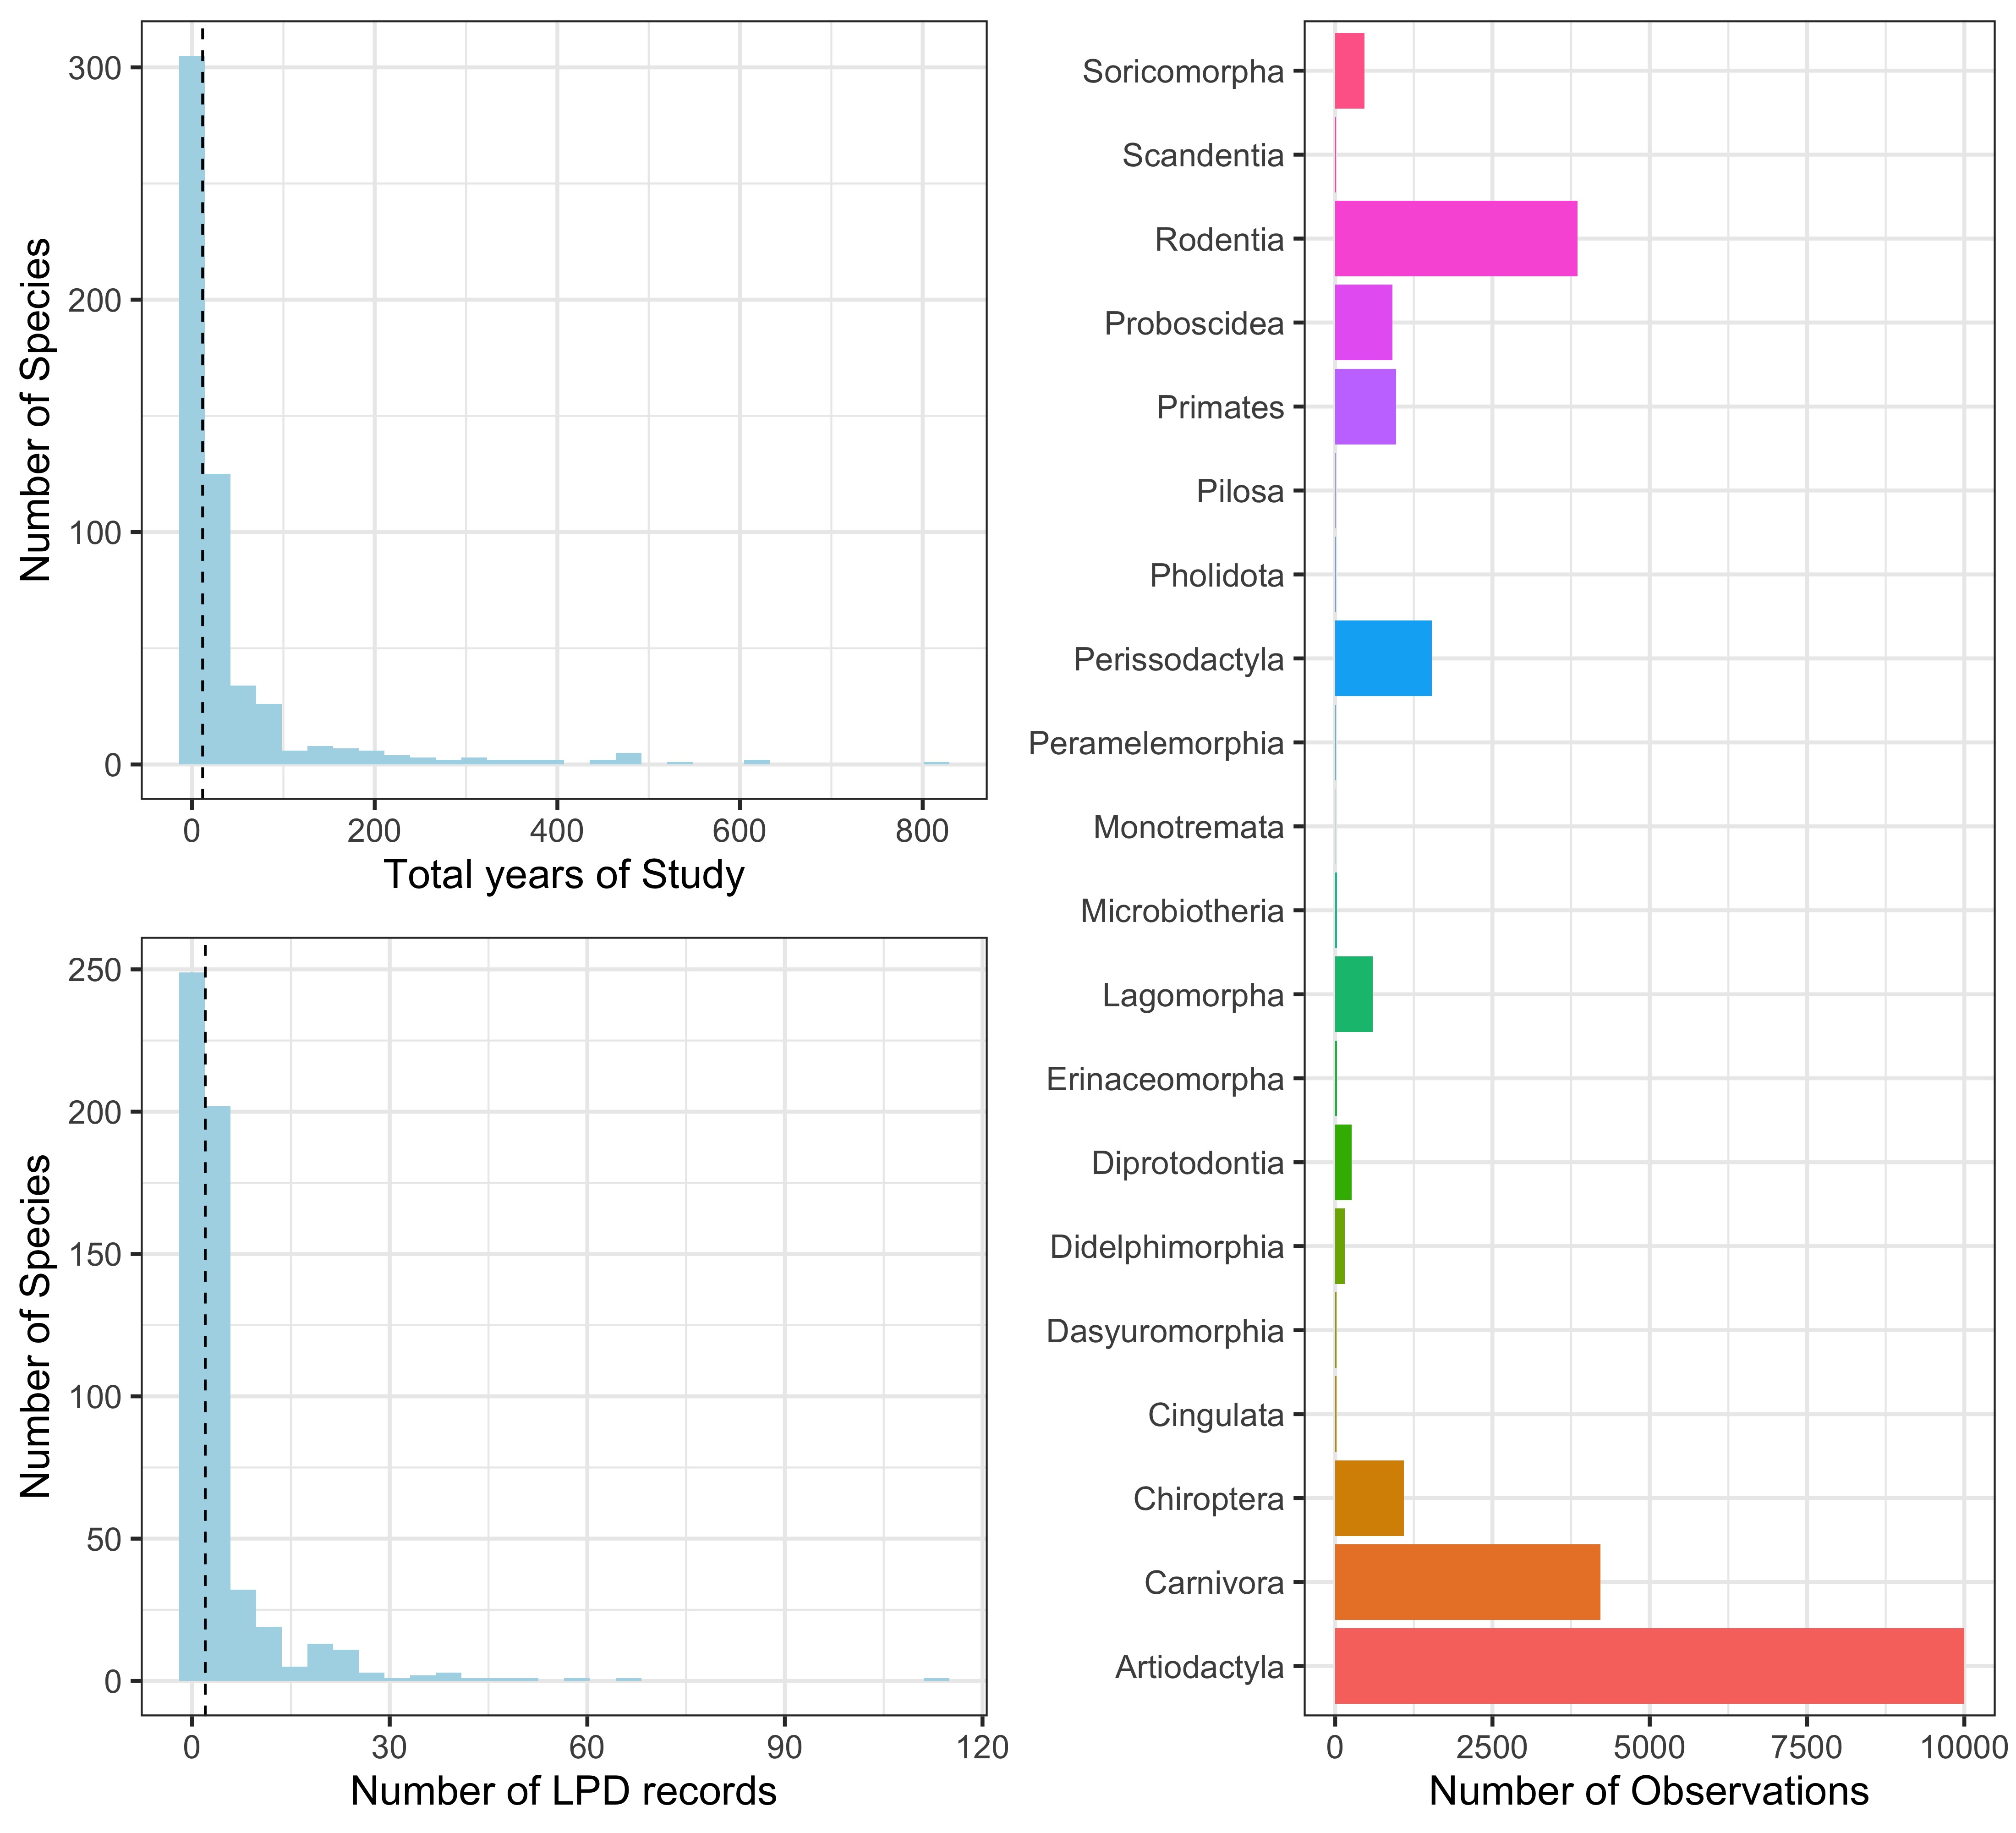 300
200
100
0
Number of Species
0 200 400 600 800
Total years of Study
250
200
150
100
50
0
Number of Species
0 30 60 90 120
Number of LPD records
Soricomorpha
Scandentia
Rodentia
Proboscidea
Primates
Pilosa
Pholidota
Perissodactyla
Peramelemorphia
Monotremata
Microbiotheria
Lagomorpha
Erinaceomorpha
Diprotodontia
Didelphimorphia
Dasyuromorphia
Cingulata
Chiroptera
Carnivora
Artiodactyla
0 2500 5000 7500 10000
Number of Observations